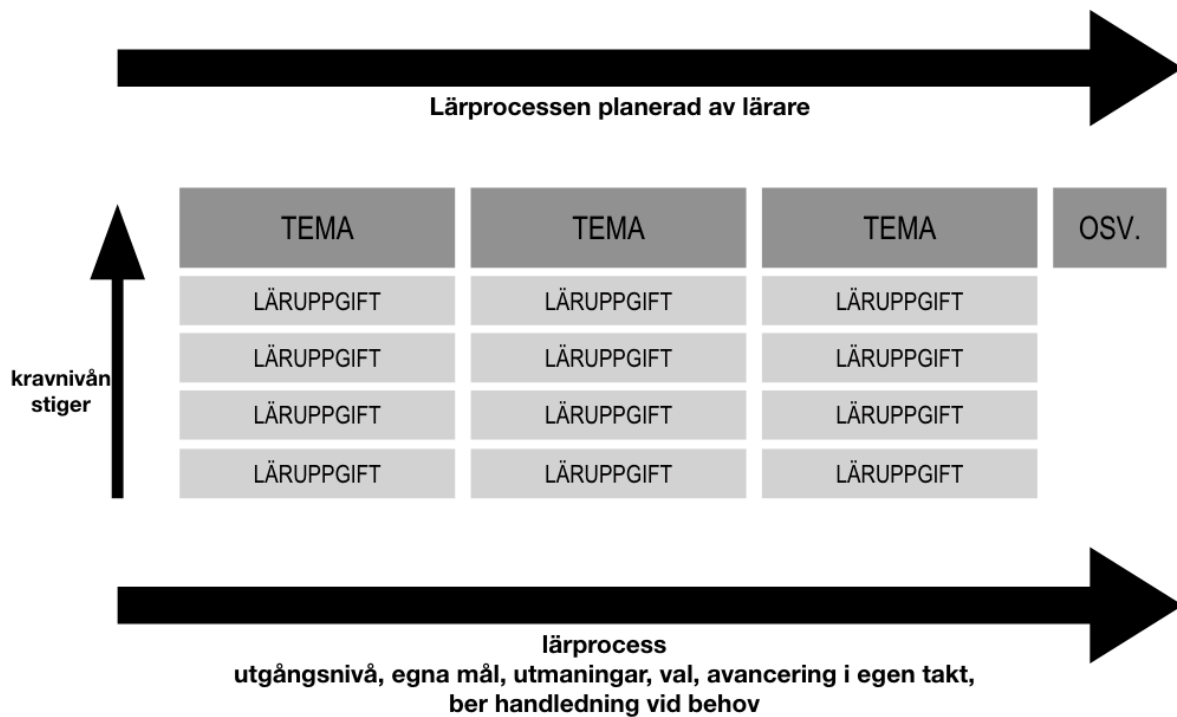 Lärprocessen planerad av lärare
TEMA TEMA TEMA OSV.
LÄRUPPGIFT LÄRUPPGIFT LÄRUPPGIFT
LÄRUPPGIFT LÄRUPPGIFT LÄRUPPGIFT
kravnivån
stiger
LÄRUPPGIFT LÄRUPPGIFT LÄRUPPGIFT
LÄRUPPGIFT LÄRUPPGIFT LÄRUPPGIFT
lärprocess
utgångsnivå, egna mål, utmaningar, val, avancering i egen takt,
ber handledning vid behov